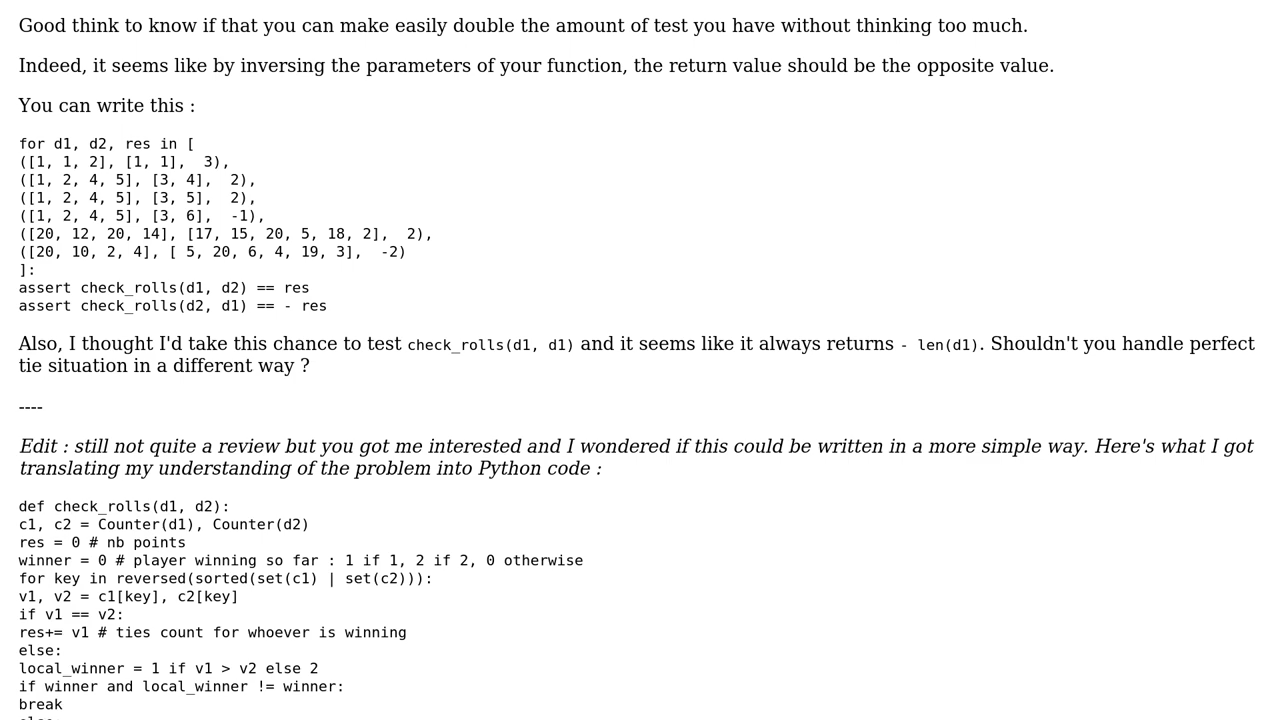 Good think to know if that you can make easily double the amount of test you have without thinking too much.
Indeed, it seems like by inversing the parameters of your function, the return value should be the opposite value.
You can write this :
for d1, d2, res in [
([1, 1, 2], [1, 1],  3),
([1, 2, 4, 5], [3, 4],  2),
([1, 2, 4, 5], [3, 5],  2),
([1, 2, 4, 5], [3, 6],  -1),
([20, 12, 20, 14], [17, 15, 20, 5, 18, 2],  2),
([20, 10, 2, 4], [ 5, 20, 6, 4, 19, 3],  -2)
]:
assert check_rolls(d1, d2) == res
assert check_rolls(d2, d1) == - res
Also, I thought I'd take this chance to test check_rolls(d1, d1) and it seems like it always returns - len(d1). Shouldn't you handle perfect
tie situation in a different way ?
----
Edit : still not quite a review but you got me interested and I wondered if this could be written in a more simple way. Here's what I got
translating my understanding of the problem into Python code :
def check_rolls(d1, d2):
c1, c2 = Counter(d1), Counter(d2)
res = 0 # nb points
winner = 0 # player winning so far : 1 if 1, 2 if 2, 0 otherwise
for key in reversed(sorted(set(c1) | set(c2))):
v1, v2 = c1[key], c2[key]
if v1 == v2:
res+= v1 # ties count for whoever is winning
else:
local_winner = 1 if v1 > v2 else 2
if winner and local_winner != winner:
break